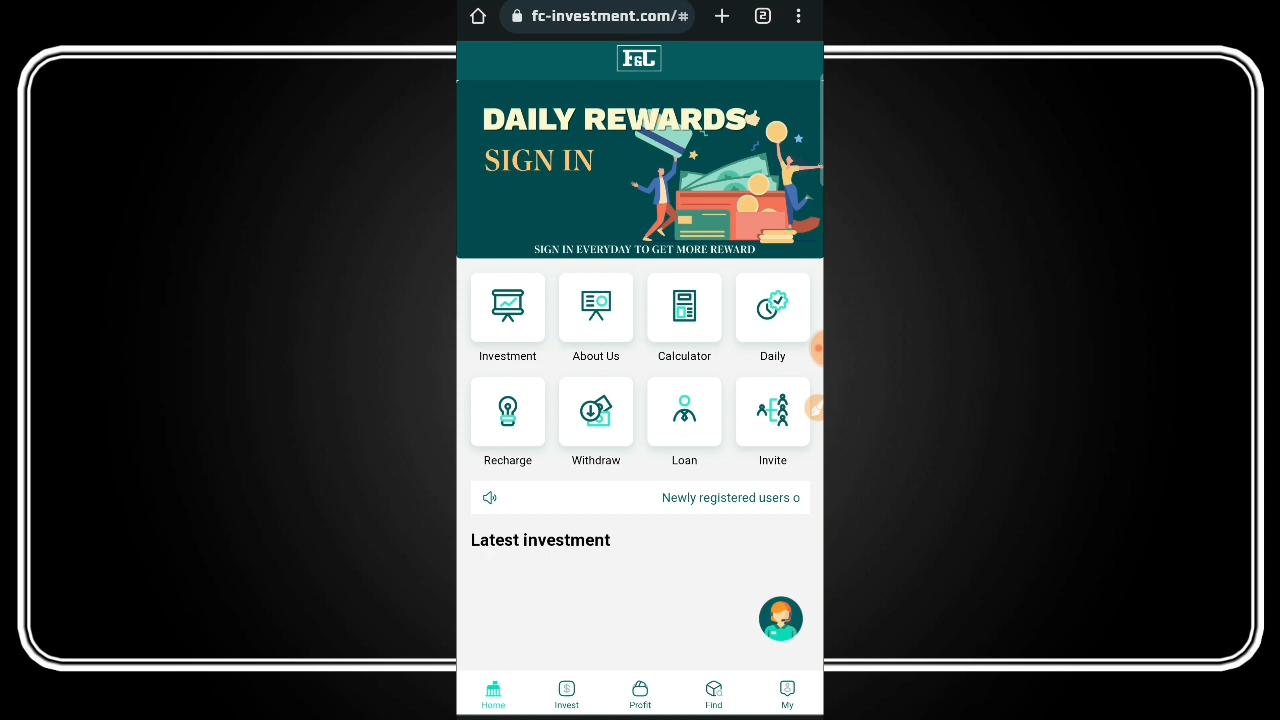 fc-investment.com/#
2
F&C
DAILY REWARDS
SIGN IN
SIGN IN EVERYDAY TO GET MORE REWARD
Investment
About Us
Calculator
Daily
Recharge
Withdraw
Loan
Invite
Newly registered users o
Latest investment
Home
Invest
Profit
Find
My